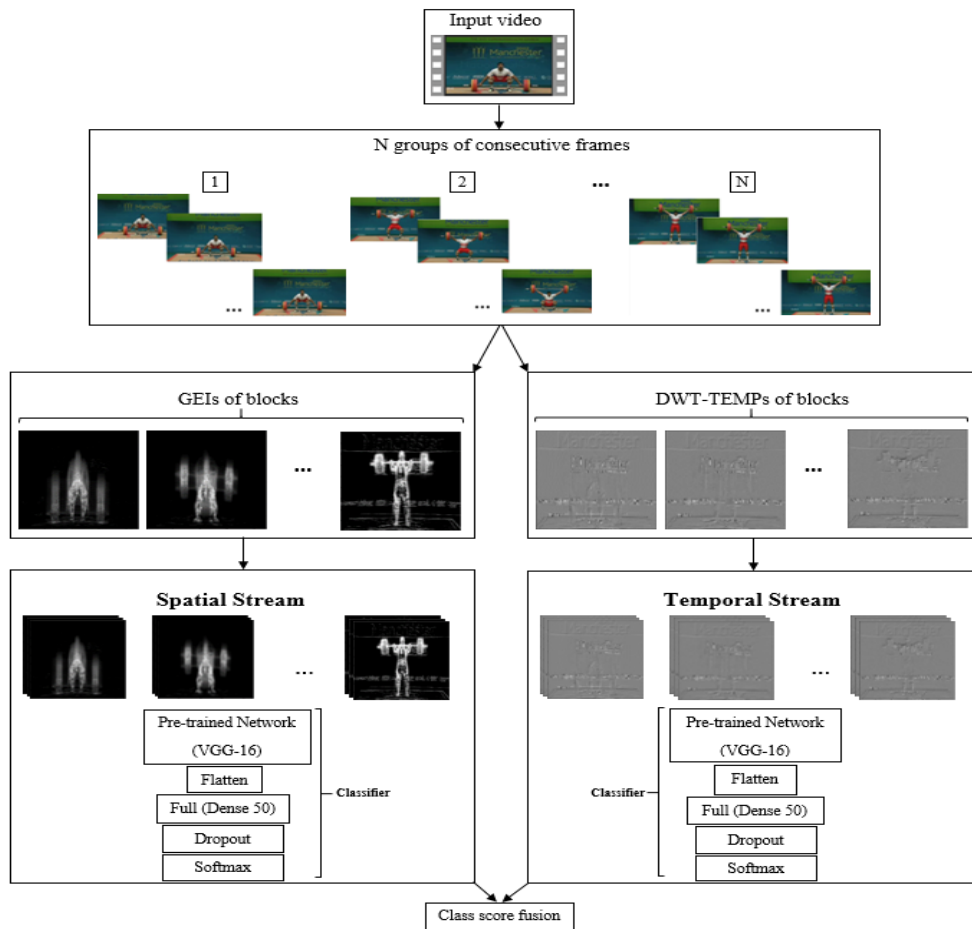 Input video
Manchester
N groups of consecutive frames
1
2
...
N
...
...
...
GEIs of blocks
DWT-TEMPs of blocks
...
...
Spatial Stream
Temporal Stream
...
...
Pre-trained Network
(VGG-16)
Flatten
Full (Dense 50)
Dropout
Softmax
Classifier
Pre-trained Network
(VGG-16)
Flatten
Full (Dense 50)
Dropout
Softmax
Classifier
Class score fusion